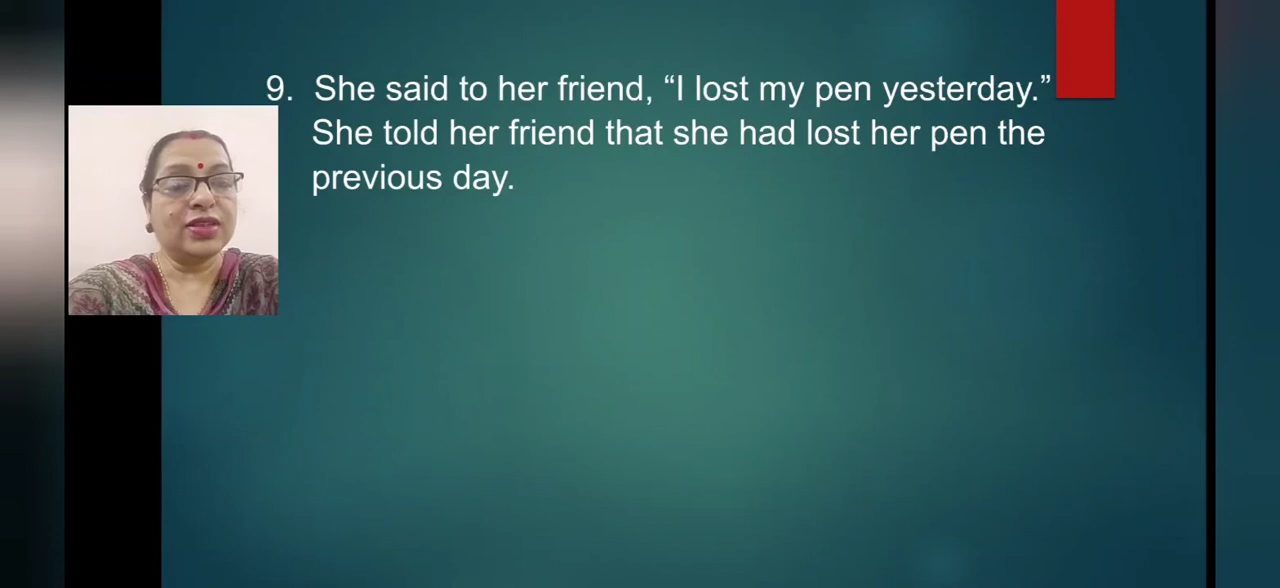 9. She said to her friend, “I lost my pen yesterday.”
She told her friend that she had lost her pen the
previous day.